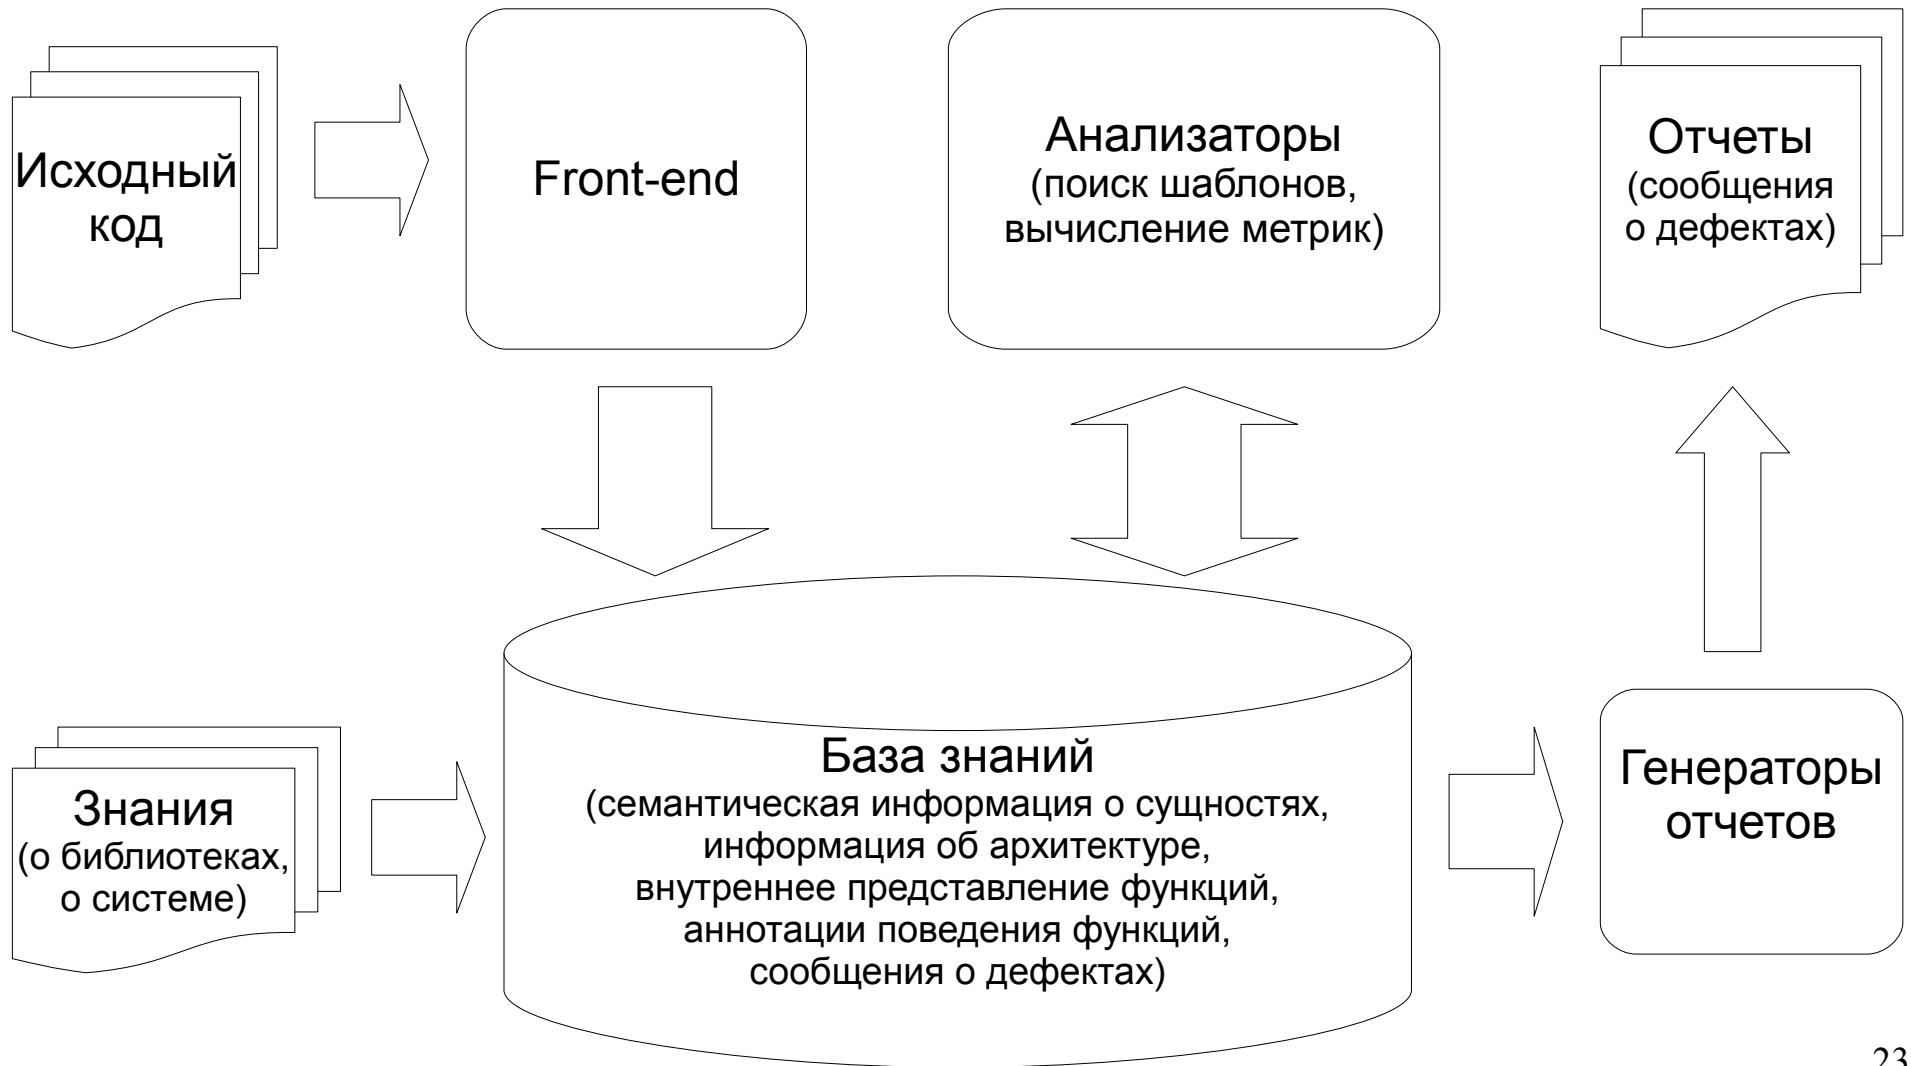 Исходный
код
Front-end
Анализаторы
(поиск шаблонов,
вычисление метрик)
Отчеты
(сообщения
о дефектах)
Знания
(о библиотеках,
о системе)
База знаний
(семантическая информация о сущностях,
информация об архитектуре,
внутреннее представление функций,
аннотации поведения функций,
сообщения о дефектах)
Генераторы
отчетов
23